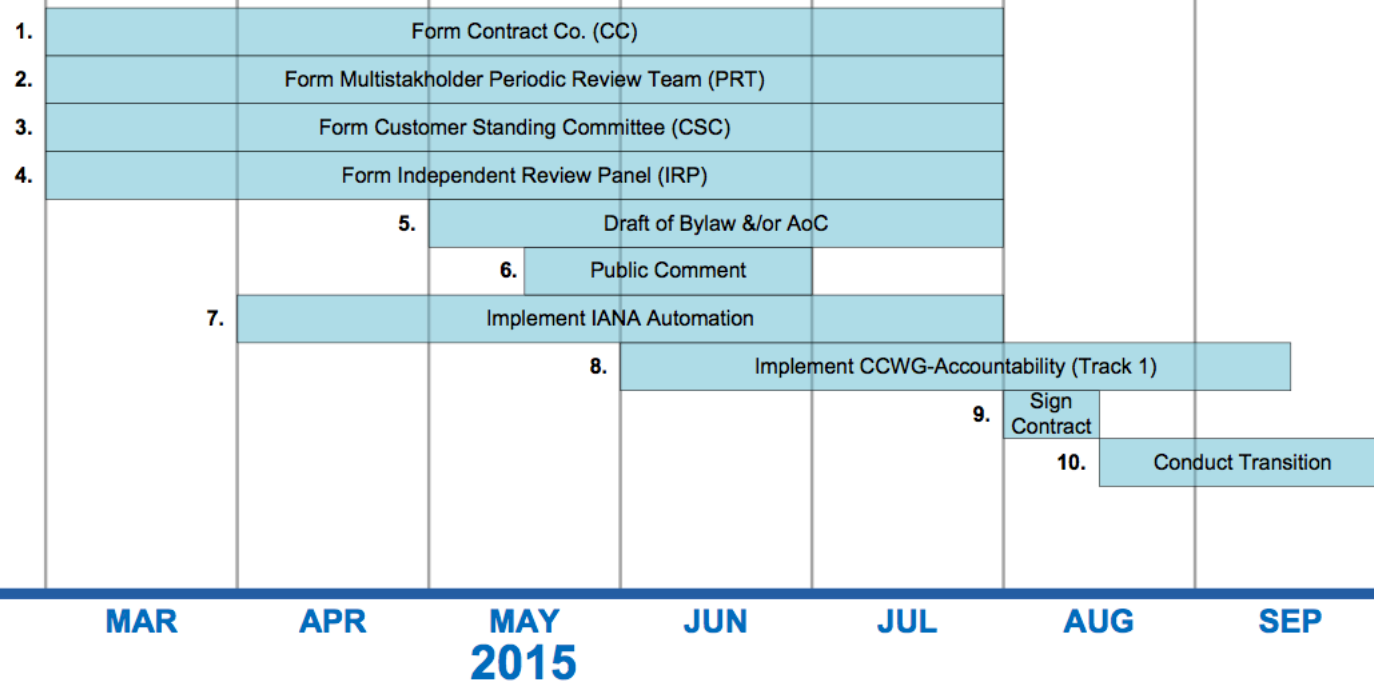 1. Form Contract Co. (CC)
2. Form Multistakholder Periodic Review Team (PRT)
3. Form Customer Standing Committee (CSC)
4. Form Independent Review Panel (IRP)
5. Draft of Bylaw &/or AoC
6. Public Comment
7. Implement IANA Automation
8. Implement CCWG-Accountability (Track 1)
9. Sign
Contract
10. Conduct Transition
MAR APR MAY JUN JUL AUG SEP
2015